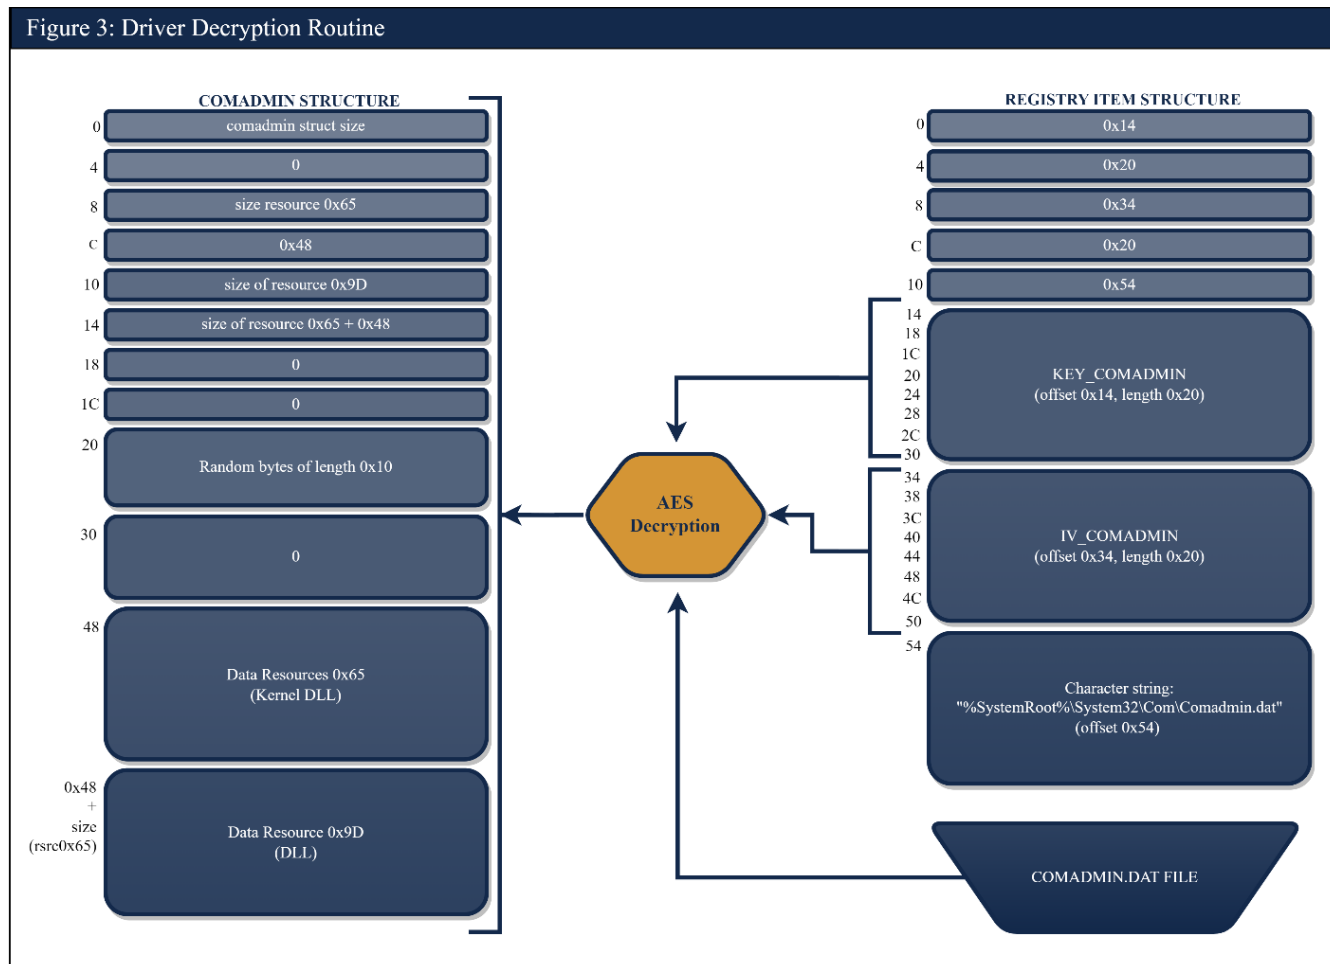 Figure 3: Driver Decryption Routine
COMADMIN STRUCTURE
0
comadmin struct size
4
0
8
size resource 0x65
C
0x48
10
size of resource 0x9D
14
size of resource 0x65 + 0x48
18
0
1C
0
20
Random bytes of length 0x10
30
0
48
Data Resources 0x65
(Kernel DLL)
0x48
+
size
(rsrc0x65)
Data Resource 0x9D
(DLL)
AES
Decryption
REGISTRY ITEM STRUCTURE
0
0x14
4
0x20
8
0x34
C
0x20
10
0x54
14
18
1C
20
24
28
2C
30
KEY_COMADMIN
(offset 0x14, length 0x20)
34
38
3C
40
44
48
4C
50
IV_COMADMIN
(offset 0x34, length 0x20)
54
Character string:
"%SystemRoot%\System32\Com\Comadmin.dat"
(offset 0x54)
COMADMIN.DAT FILE